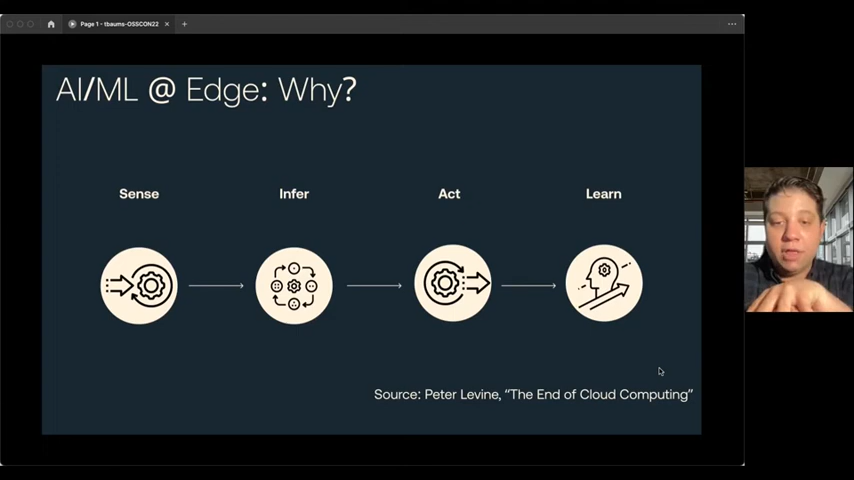 Page 1 - tbaums-OSSCON22
AI/ML @ Edge: Why?
Sense
Infer
Act
Learn
Source: Peter Levine, “The End of Cloud Computing”